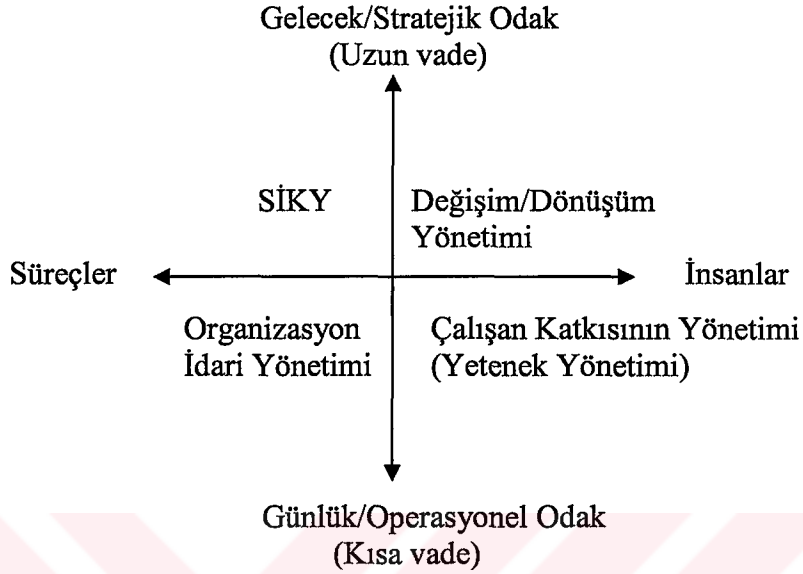 Gelecek/Stratejik Odak
(Uzun vade)
SİKY
Değişim/Dönüşüm
Yönetimi
Süreçler
İnsanlar
Organizasyon
İdari Yönetimi
Çalışan Katkısının Yönetimi
(Yetenek Yönetimi)
Günlük/Operasyonel Odak
(Kısa vade)